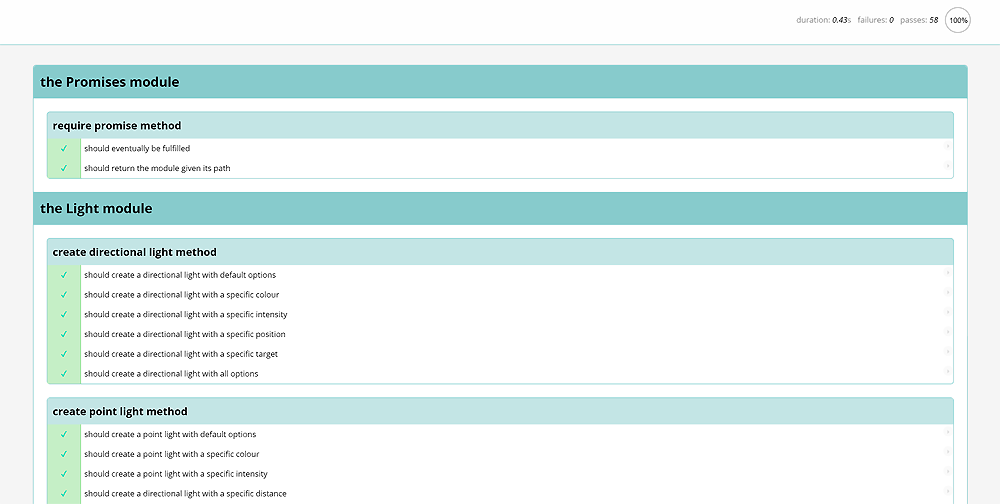 duration: 0.43s failures: 0 passes: 58 100%
the Promises module
require promise method
✓ should eventually be fulfilled
✓ should return the module given its path
the Light module
create directional light method
✓ should create a directional light with default options
✓ should create a directional light with a specific colour
✓ should create a directional light with a specific intensity
✓ should create a directional light with a specific position
✓ should create a directional light with a specific target
✓ should create a directional light with all options
create point light method
✓ should create a point light with default options
✓ should create a point light with a specific colour
✓ should create a point light with a specific intensity
✓ should create a directional light with a specific distance